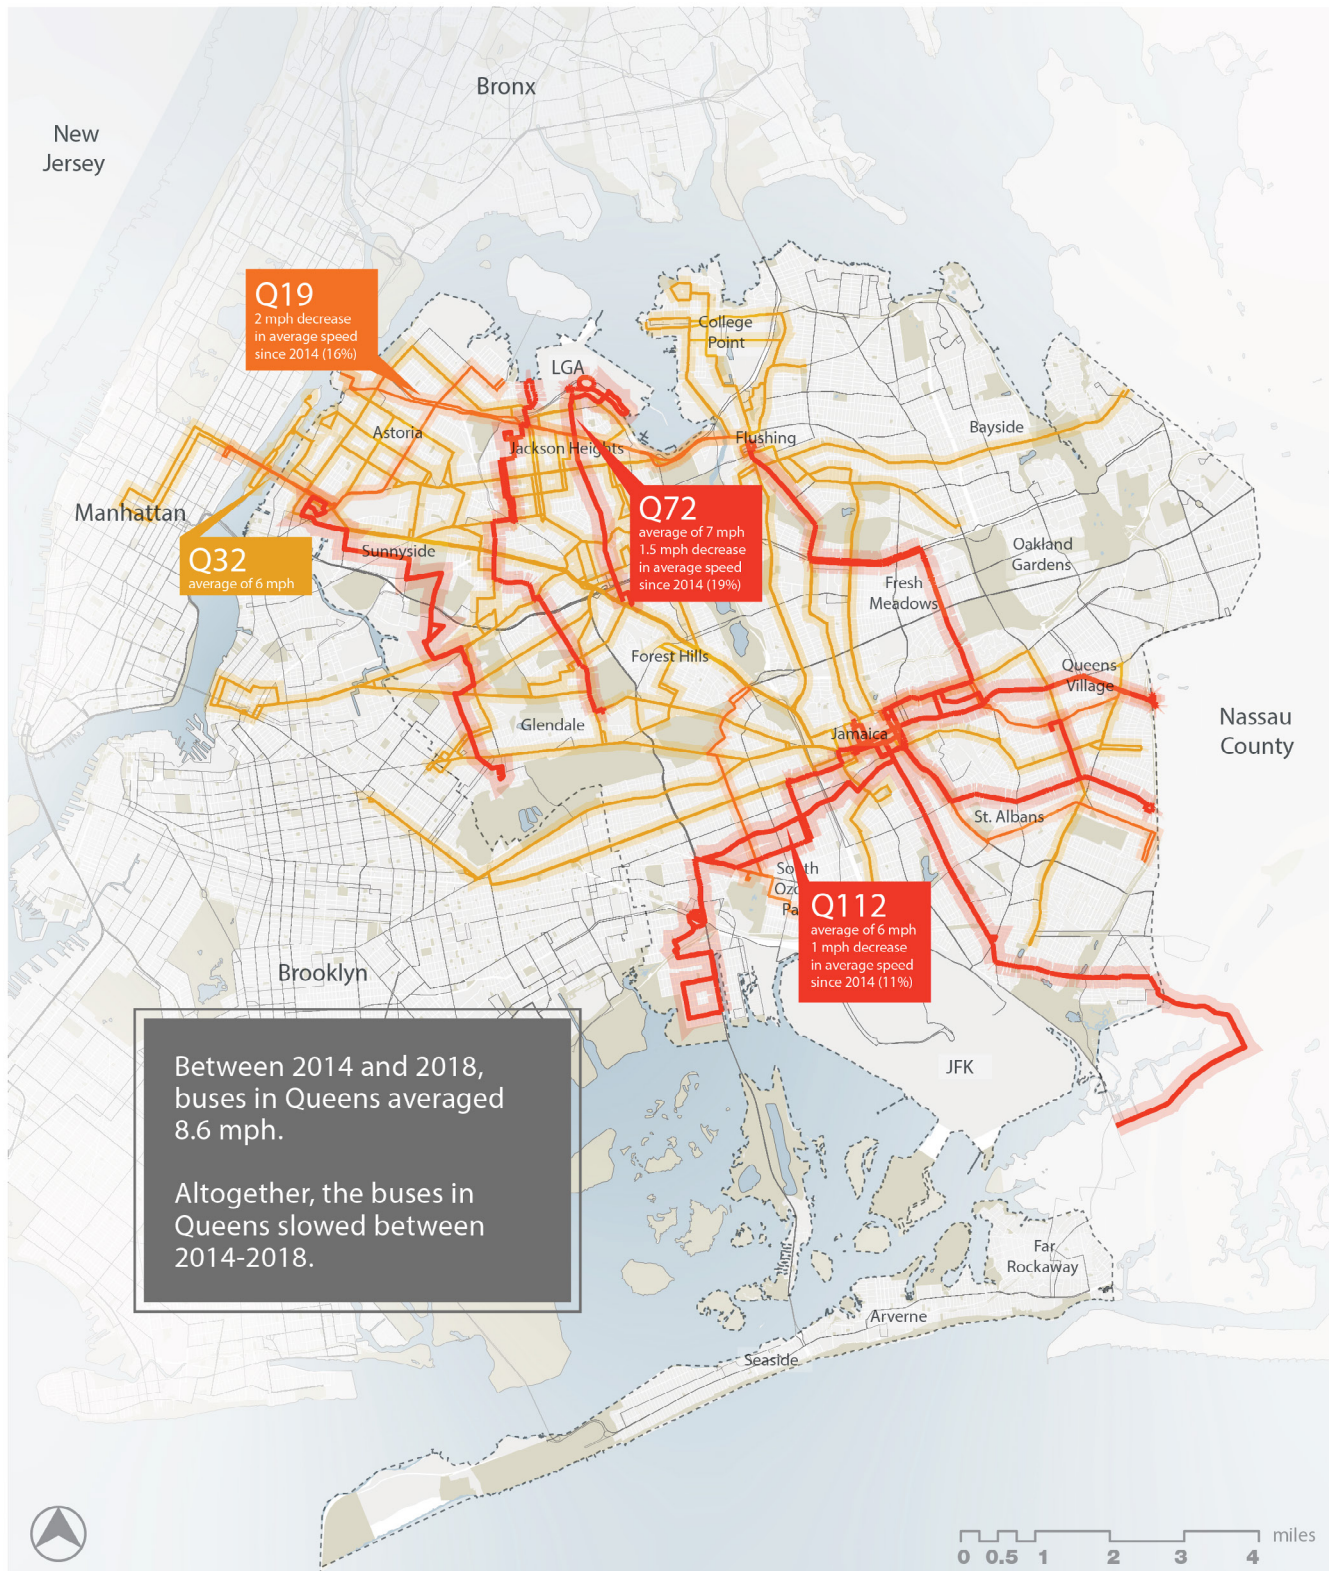 Bronx
New
Jersey
Q19
2 mph decrease
in average speed
since 2014 (16%)
College
Point
LGA
Astoria
Flushing
Bayside
Jackson Heights
Manhattan
Q72
average of 7 mph
1.5 mph decrease
in average speed
since 2014 (19%)
Q32
average of 6 mph
Sunnyside
Oakland
Gardens
Fresh
Meadows
Forest Hills
Queens
Village
Glendale
Jamaica
Nassau
County
St. Albans
South
Ozo
Pa
Q112
average of 6 mph
1 mph decrease
in average speed
since 2014 (11%)
Brooklyn
Between 2014 and 2018,
buses in Queens averaged
8.6 mph.
Altogether, the buses in
Queens slowed between
2014-2018.
JFK
Far
Rockaway
Arverne
Seaside
miles
0 0.5 1 2 3 4